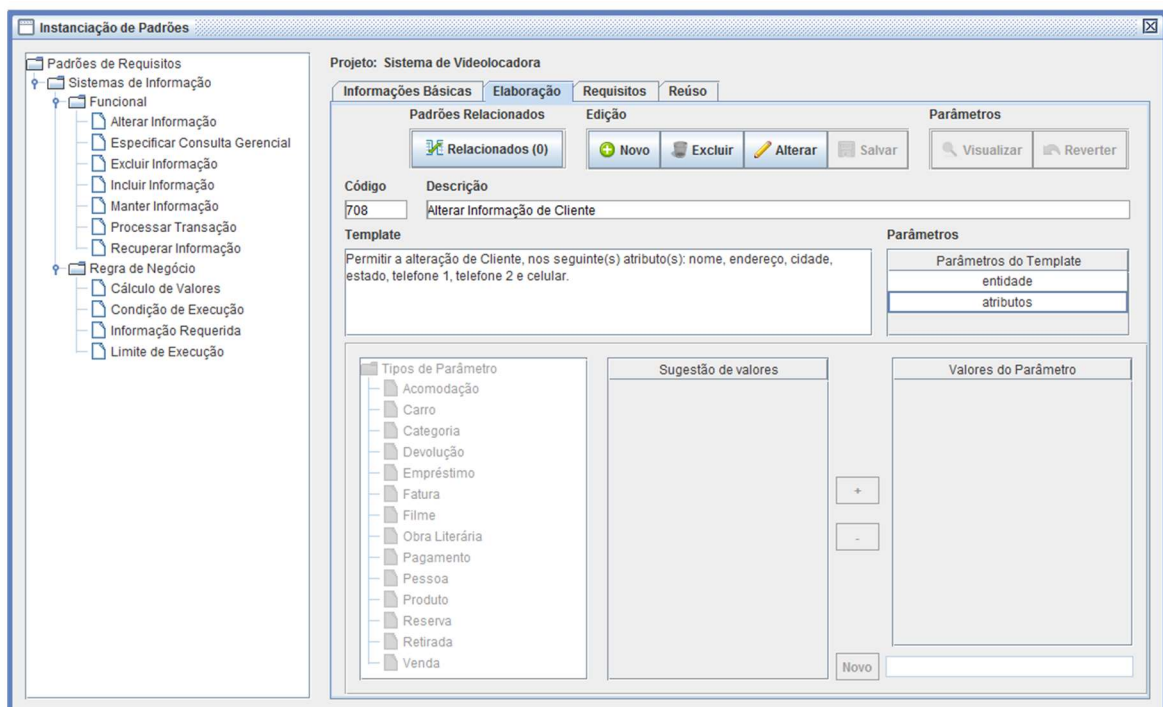 Instanciação de Padrões
Padrões de Requisitos
Sistemas de Informação
Funcional
Alterar Informação
Especificar Consulta Gerencial
Excluir Informação
Incluir Informação
Manter Informação
Processar Transação
Recuperar Informação
Regra de Negócio
Cálculo de Valores
Condição de Execução
Informação Requerida
Limite de Execução
Projeto: Sistema de Videolocadora
Informações Básicas Elaboração Requisitos Reúso
Padrões Relacionados Edição Parâmetros
Relacionados (0) Novo Excluir Alterar Salvar Visualizar Reverter
Código Descrição
708 Alterar Informação de Cliente
Template Parâmetros
Permitir a alteração de Cliente, nos seguinte(s) atributo(s): nome, endereço, cidade,
estado, telefone 1, telefone 2 e celular.
Parâmetros do Template
entidade
atributos
Tipos de Parâmetro
Acomodação
Carro
Categoria
Devolução
Empréstimo
Fatura
Filme
Obra Literária
Pagamento
Pessoa
Produto
Reserva
Retirada
Venda
Sugestão de valores
+
-
Valores do Parâmetro
Novo